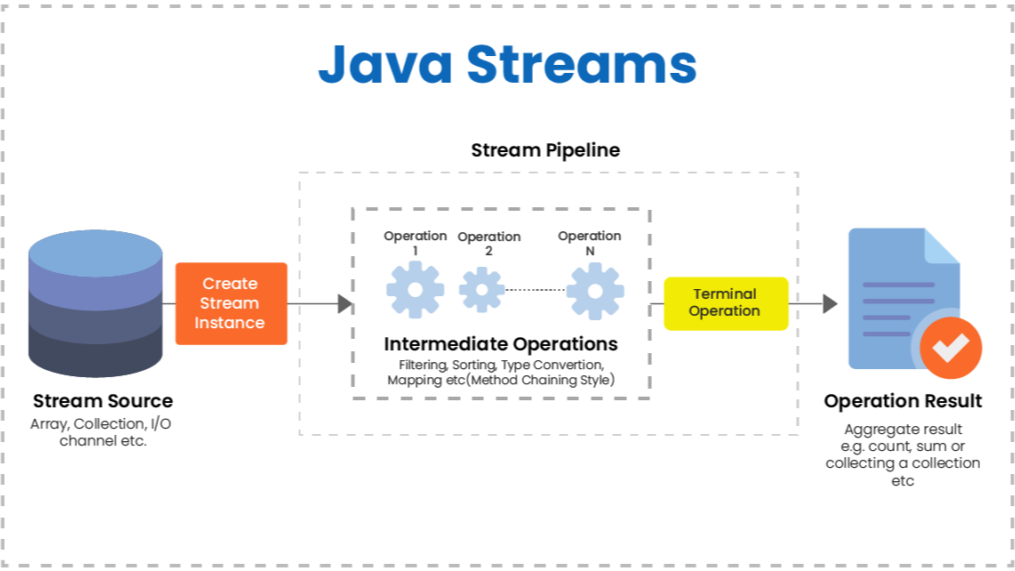 Java Streams
Stream Pipeline
Operation
1
Operation
2
Operation
N
Create
Stream
Instance
Terminal
Operation
Intermediate Operations
Filtering, Sorting, Type Convertion,
Mapping etc(Method Chaining Style)
Stream Source
Array, Collection, I/O
channel etc.
Operation Result
Aggregate result
e.g. count, sum or
collecting a collection
etc